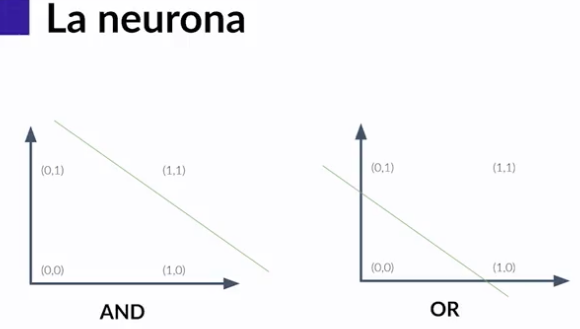 La neurona
(0,1) (1,1) (0,1) (1,1)
(0,0) (1,0) (0,0) (1,0)
AND OR